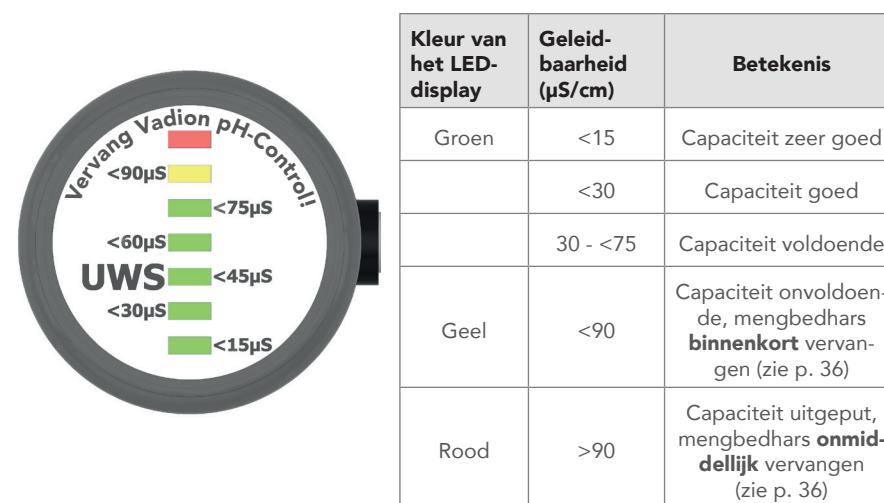 Vervang Vadion pH-Control!
<90µS
<75µS
<60µS
UWS
<45µS
<30µS
<15µS
Kleur van
het LED-
display
Geleid-
baarheid
(µS/cm)
Betekenis
Groen
<15
Capaciteit zeer goed
<30
Capaciteit goed
30 - <75
Capaciteit voldoende
Geel
<90
Capaciteit onvoldoen-
de, mengbedhars
binnenkort vervan-
gen (zie p. 36)
Rood
>90
Capaciteit uitgeput,
mengbedhars onmid-
dellijk vervangen
(zie p. 36)